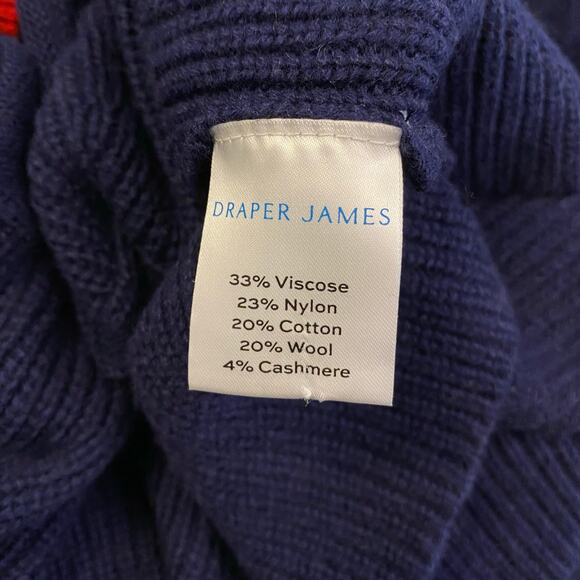 DRAPER JAMES
33% Viscose
23% Nylon
20% Cotton
20% Wool
4% Cashmere